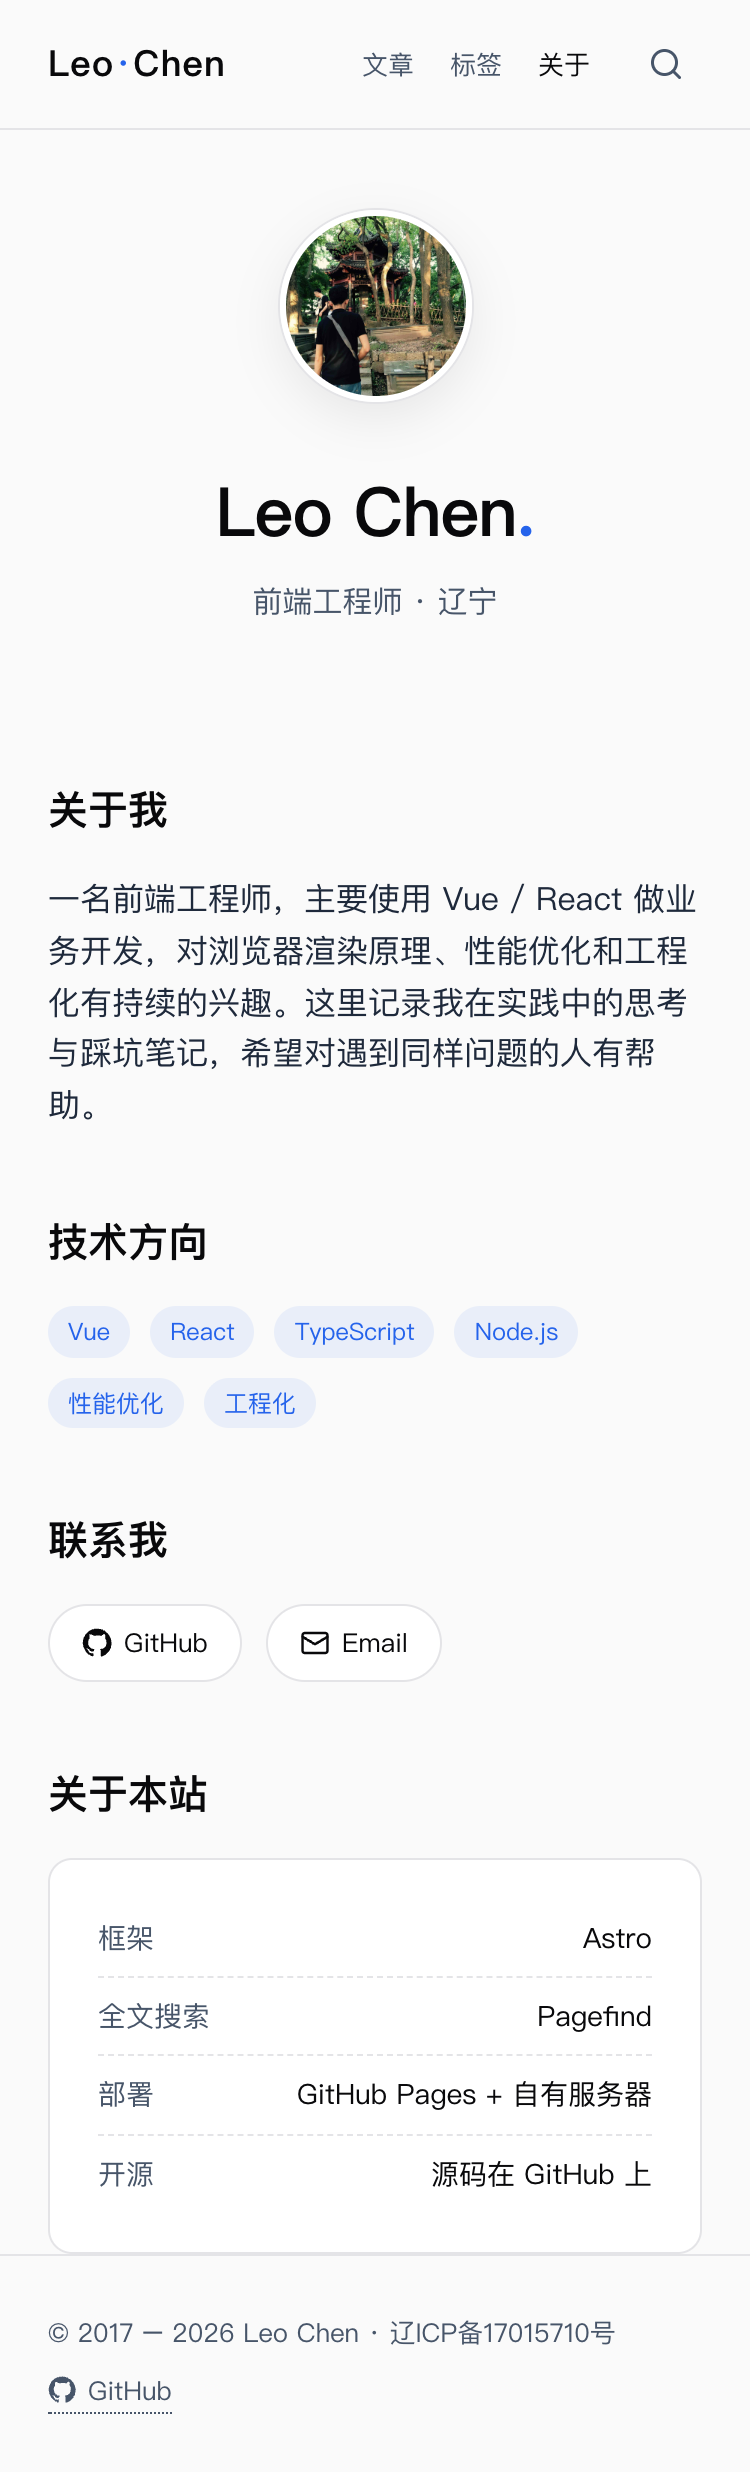 Leo·Chen 文章 标签 关于
Leo Chen.
前端工程师 · 辽宁
关于我
一名前端工程师，主要使用 Vue / React 做业
务开发，对浏览器渲染原理、性能优化和工程
化有持续的兴趣。这里记录我在实践中的思考
与踩坑笔记，希望对遇到同样问题的人有帮
助。
技术方向
Vue React TypeScript Node.js
性能优化 工程化
联系我
GitHub Email
关于本站
框架 Astro
全文搜索 Pagefind
部署 GitHub Pages + 自有服务器
开源 源码在 GitHub 上
© 2017 — 2026 Leo Chen · 辽ICP备17015710号
GitHub